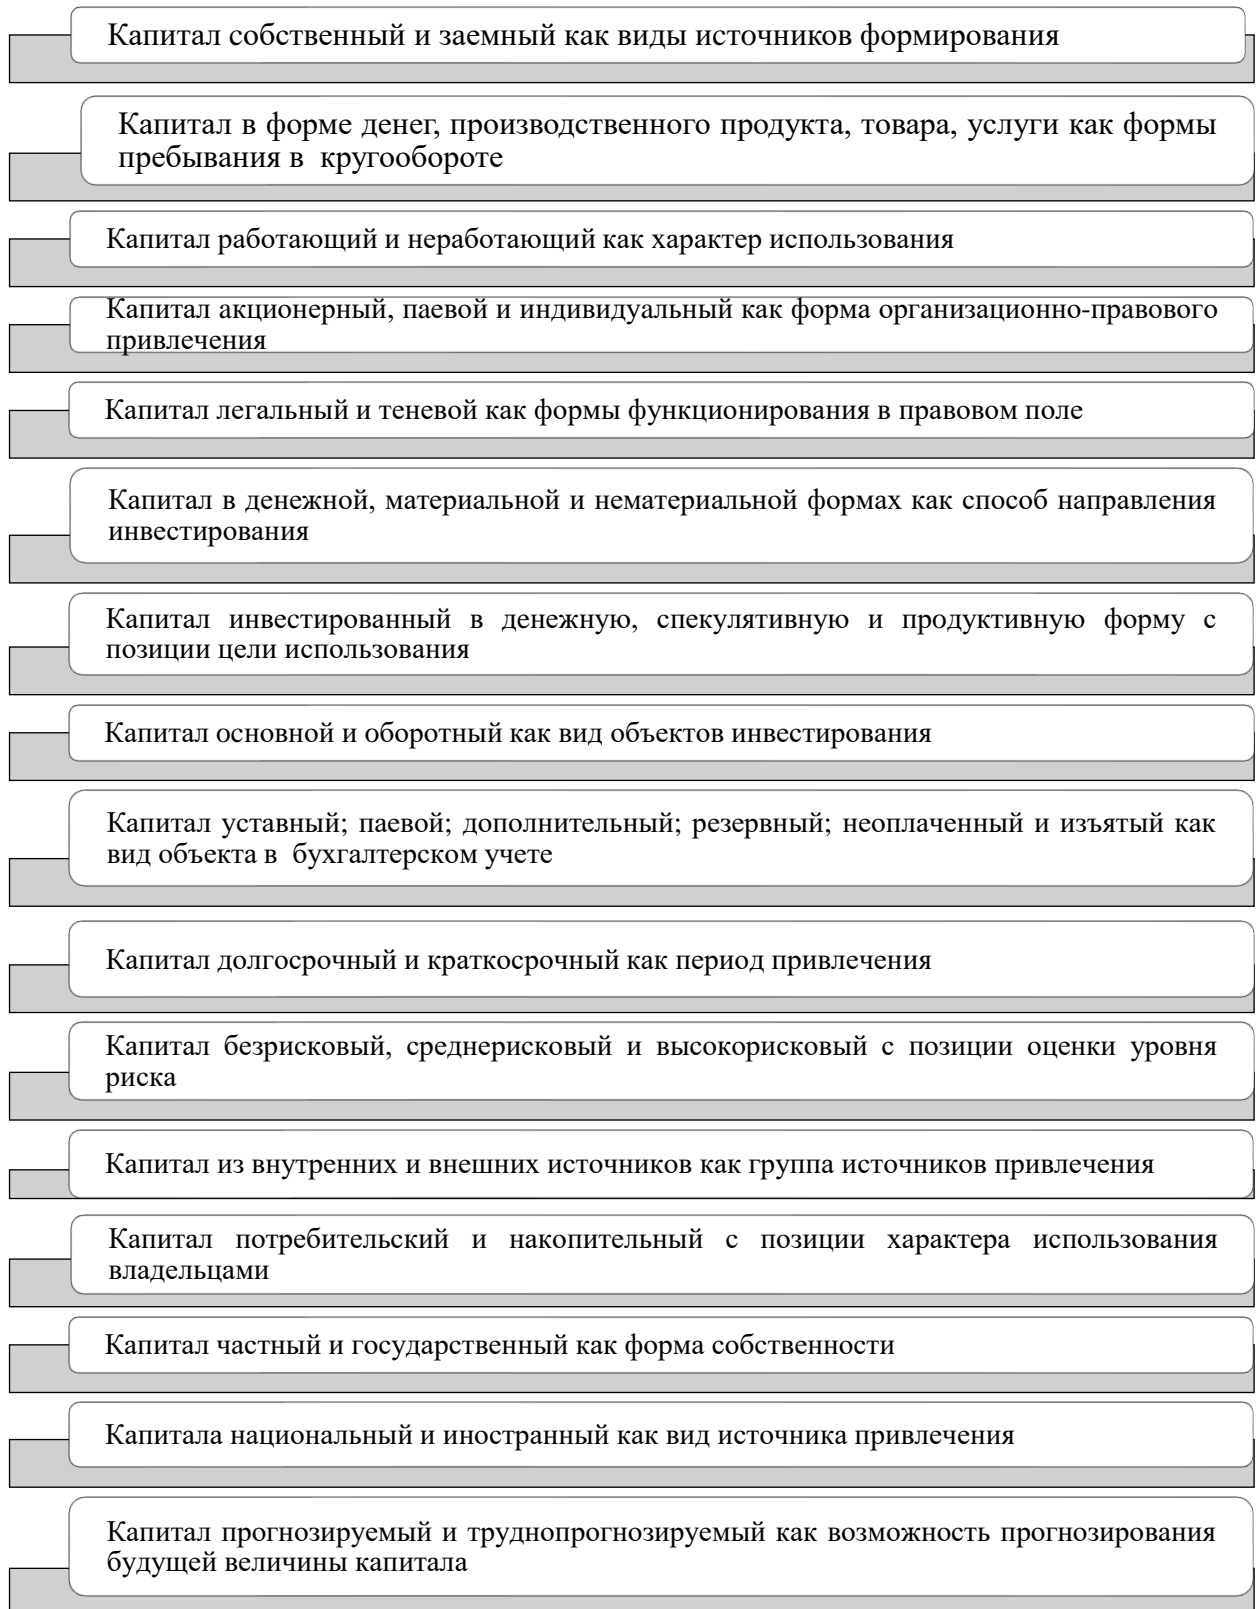 Капитал собственный и заемный как виды источников формирования
Капитал в форме денег, производственного продукта, товара, услуги как формы
пребывания в кругообороте
Капитал работающий и неработающий как характер использования
Капитал акционерный, паевой и индивидуальный как форма организационно-правового
привлечения
Капитал легальный и теневой как формы функционирования в правовом поле
Капитал в денежной, материальной и нематериальной формах как способ направления
инвестирования
Капитал инвестированный в денежную, спекулятивную и продуктивную форму с
позиции цели использования
Капитал основной и оборотный как вид объектов инвестирования
Капитал уставный; паевой; дополнительный; резервный; неоплаченный и изъятый как
вид объекта в бухгалтерском учете
Капитал долгосрочный и краткосрочный как период привлечения
Капитал безрисковый, среднерисковый и высокорисковый с позиции оценки уровня
риска
Капитал из внутренних и внешних источников как группа источников привлечения
Капитал потребительский и накопительный с позиции характера использования
владельцами
Капитал частный и государственный как форма собственности
Капитала национальный и иностранный как вид источника привлечения
Капитал прогнозируемый и труднопрогнозируемый как возможность прогнозирования
будущей величины капитала